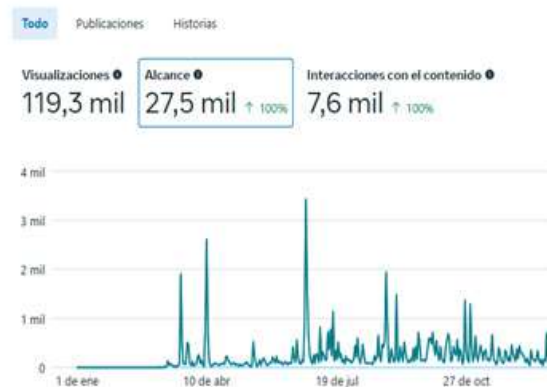 Todo Publicaciones Historias
Visualizaciones Alcance Interacciones con el contenido
119,3 mil 27,5 mil ↑ 100% 7,6 mil ↑ 100%
4 mil
3 mil
2 mil
1 mil
0
1 de ene 10 de abr 19 de jul 27 de oct